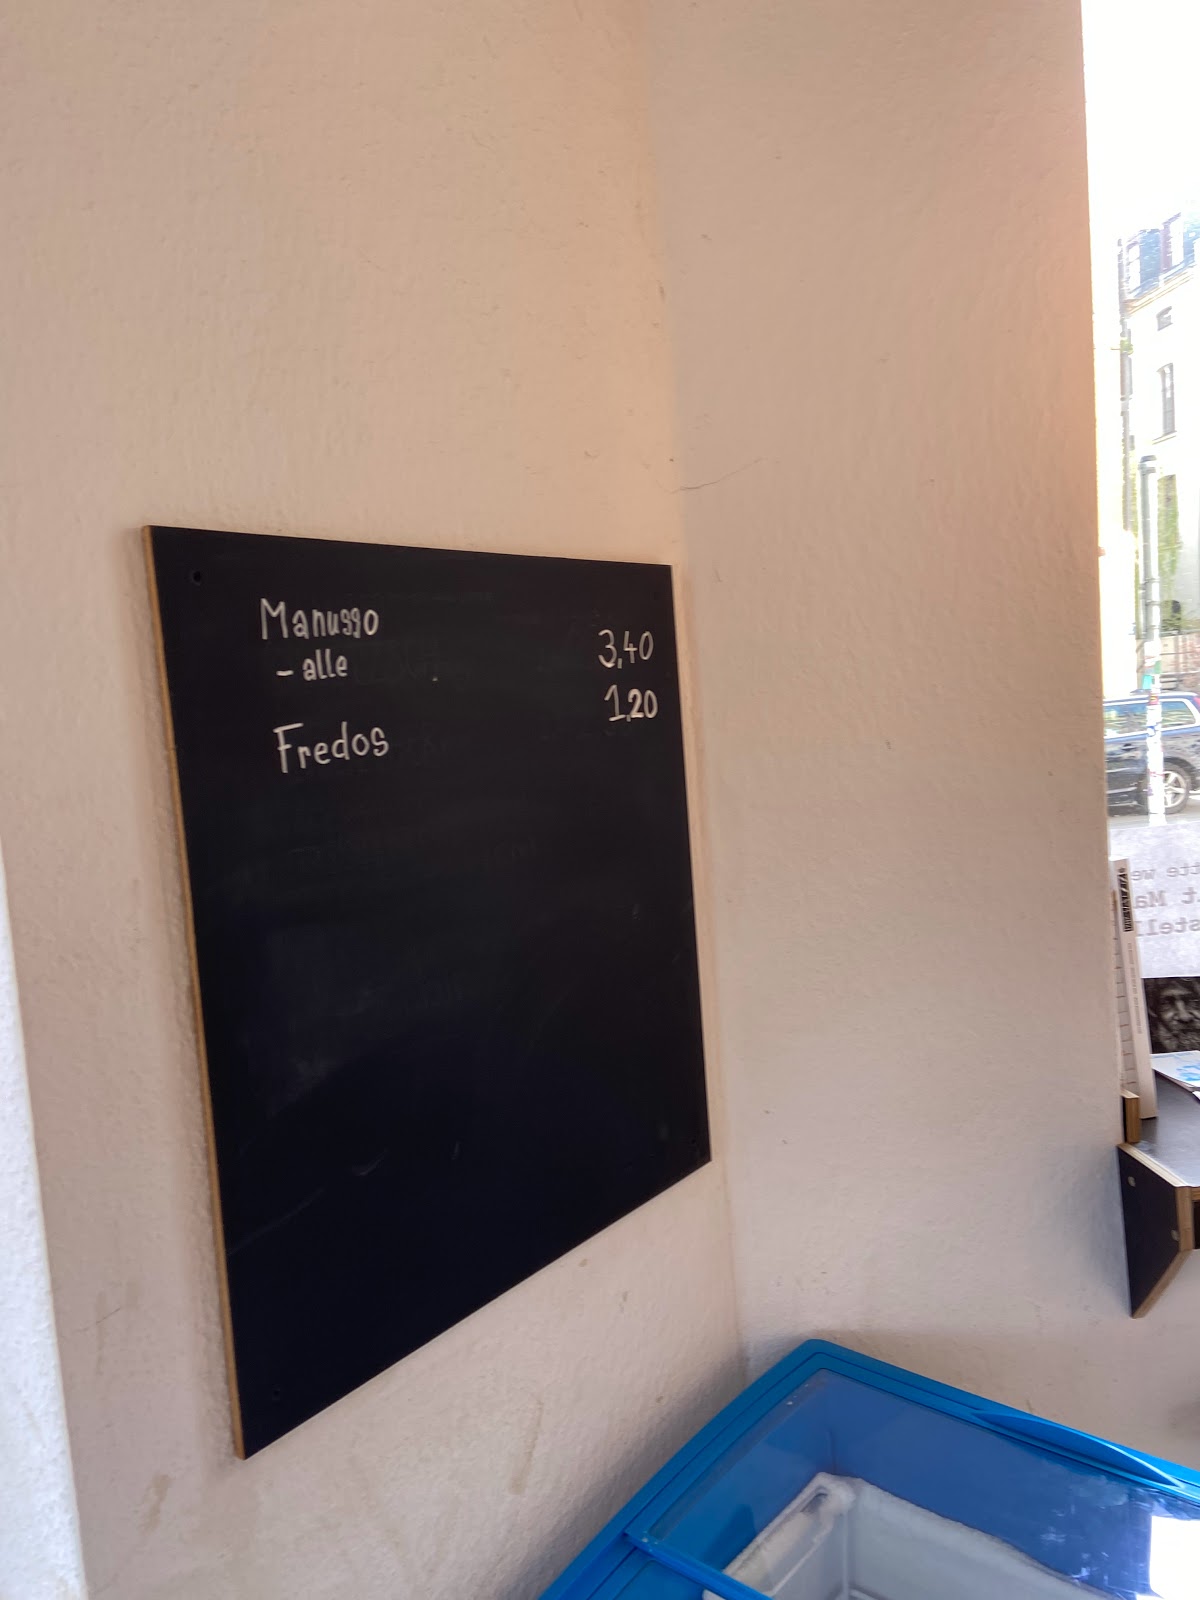 Manuggo
- alle 3,40
Fredos 1,20